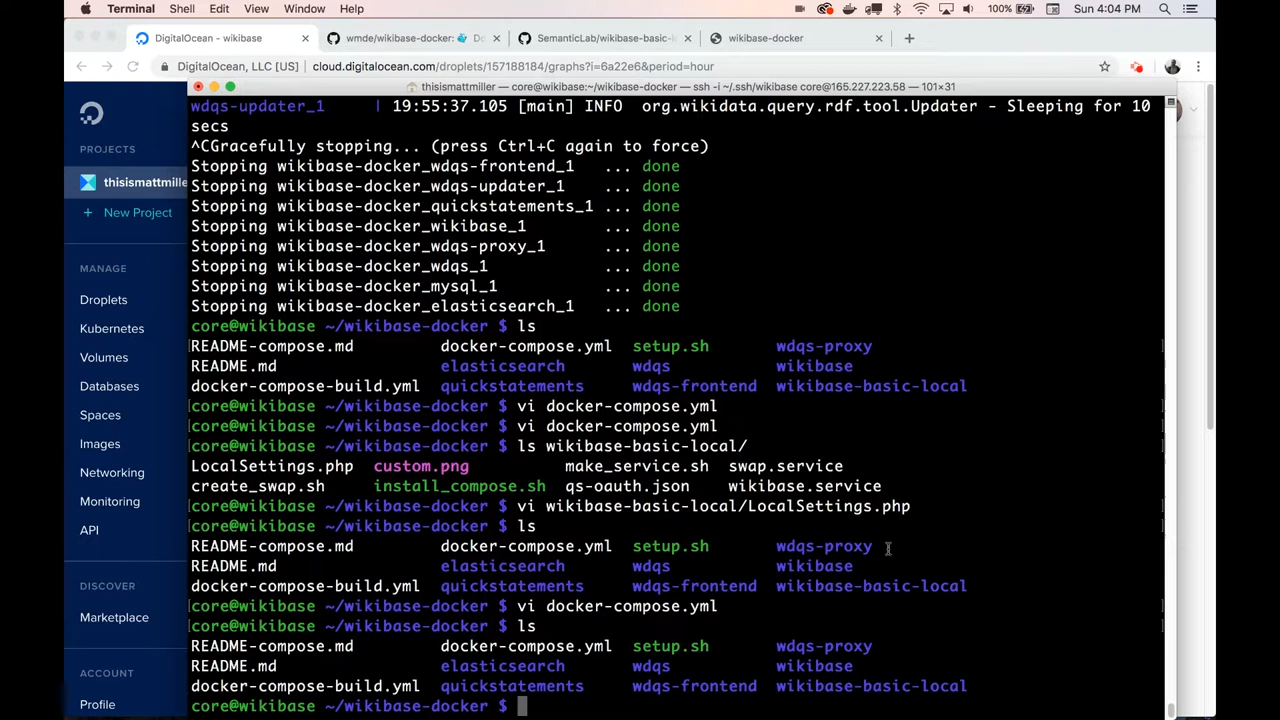 Terminal Shell Edit View Window Help 100% Sun 4:04 PM
DigitalOcean - wikibase
wmde/wikibase-docker: Do
SemanticLab/wikibase-basic-l
wikibase-docker
DigitalOcean, LLC [US] cloud.digitalocean.com/droplets/157188184/graphs?i=6a22e6&period=hour
thisismattmiller — core@wikibase:~/wikibase-docker — ssh -i ~/.ssh/wikibase core@165.227.223.58 — 101×31
PROJECTS
thisismattmille
+ New Project
MANAGE
Droplets
Kubernetes
Volumes
Databases
Spaces
Images
Networking
Monitoring
API
DISCOVER
Marketplace
ACCOUNT
Profile
wdqs-updater_1 | 19:55:37.105 [main] INFO org.wikidata.query.rdf.tool.Updater - Sleeping for 10
secs
^CGracefully stopping... (press Ctrl+C again to force)
Stopping wikibase-docker_wdqs-frontend_1 ... done
Stopping wikibase-docker_wdqs-updater_1 ... done
Stopping wikibase-docker_quickstatements_1 ... done
Stopping wikibase-docker_wikibase_1 ... done
Stopping wikibase-docker_wdqs-proxy_1 ... done
Stopping wikibase-docker_wdqs_1 ... done
Stopping wikibase-docker_mysql_1 ... done
Stopping wikibase-docker_elasticsearch_1 ... done
core@wikibase ~/wikibase-docker $ ls
README-compose.md docker-compose.yml setup.sh wdqs-proxy
README.md elasticsearch wdqs wikibase
docker-compose-build.yml quickstatements wdqs-frontend wikibase-basic-local
core@wikibase ~/wikibase-docker $ vi docker-compose.yml
core@wikibase ~/wikibase-docker $ vi docker-compose.yml
core@wikibase ~/wikibase-docker $ ls wikibase-basic-local/
LocalSettings.php custom.png make_service.sh swap.service
create_swap.sh install_compose.sh qs-oauth.json wikibase.service
core@wikibase ~/wikibase-docker $ vi wikibase-basic-local/LocalSettings.php
core@wikibase ~/wikibase-docker $ ls
README-compose.md docker-compose.yml setup.sh wdqs-proxy
README.md elasticsearch wdqs wikibase
docker-compose-build.yml quickstatements wdqs-frontend wikibase-basic-local
core@wikibase ~/wikibase-docker $ vi docker-compose.yml
core@wikibase ~/wikibase-docker $ ls
README-compose.md docker-compose.yml setup.sh wdqs-proxy
README.md elasticsearch wdqs wikibase
docker-compose-build.yml quickstatements wdqs-frontend wikibase-basic-local
core@wikibase ~/wikibase-docker $